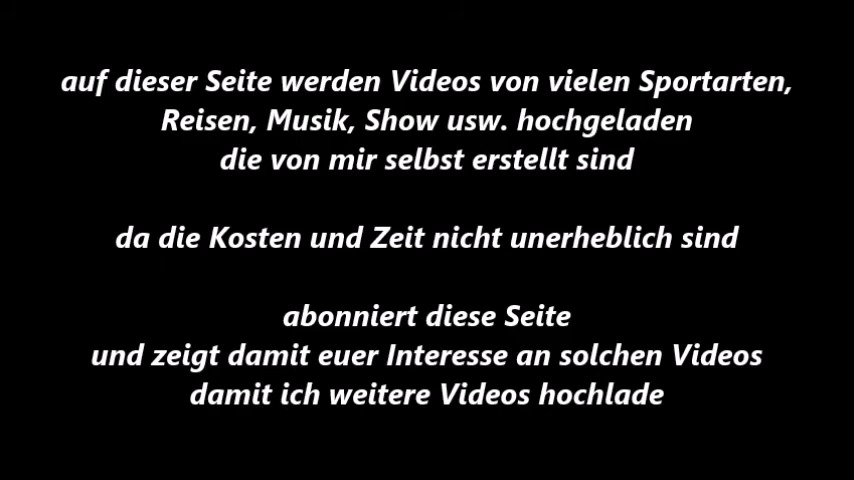 auf dieser Seite werden Videos von vielen Sportarten,
Reisen, Musik, Show usw. hochgeladen
die von mir selbst erstellt sind
da die Kosten und Zeit nicht unerheblich sind
abonniert diese Seite
und zeigt damit euer Interesse an solchen Videos
damit ich weitere Videos hochlade